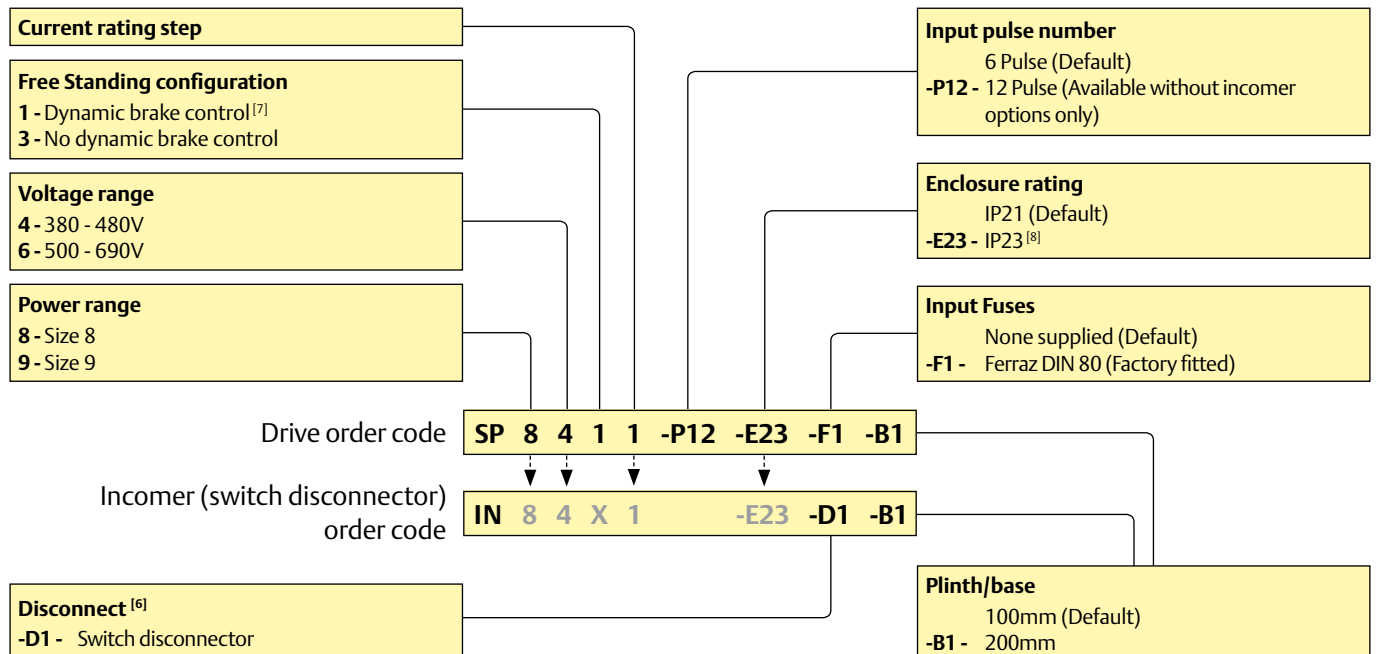 Current rating step
Free Standing configuration
1 - Dynamic brake control [7]
3 - No dynamic brake control
Voltage range
4 - 380 - 480V
6 - 500 - 690V
Power range
8 - Size 8
9 - Size 9
Input pulse number
6 Pulse (Default)
-P12 - 12 Pulse (Available without incomer
options only)
Enclosure rating
IP21 (Default)
-E23 - IP23 [8]
Input Fuses
None supplied (Default)
-F1 - Ferraz DIN 80 (Factory fitted)
Drive order code SP 8 4 1 1 -P12 -E23 -F1 -B1
Incomer (switch disconnector)
order code IN 8 4 X 1 -E23 -D1 -B1
Disconnect [6]
-D1 - Switch disconnector
Plinth/base
100mm (Default)
-B1 - 200mm